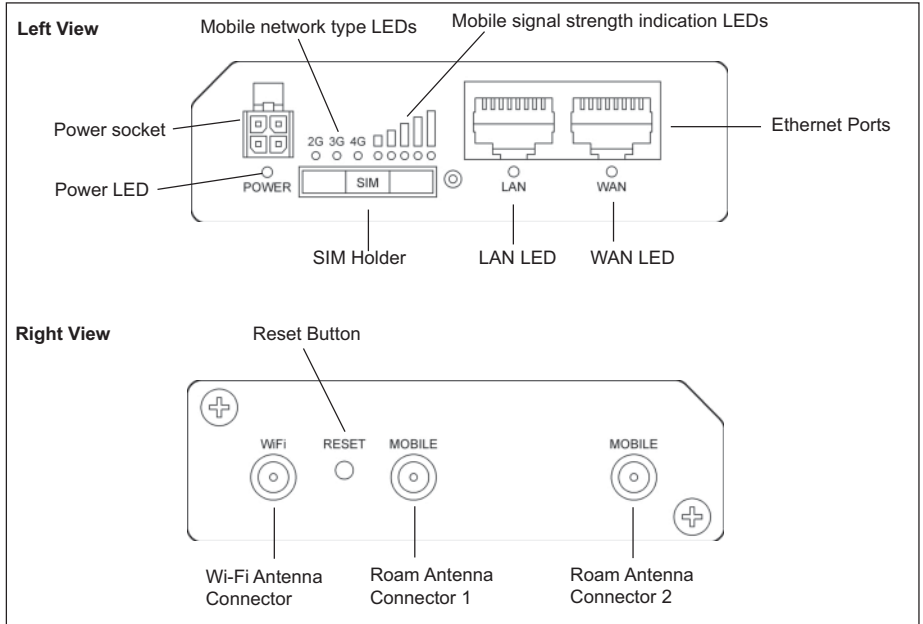 Left View
Mobile network type LEDs
Mobile signal strength indication LEDs
Power socket
2G 3G 4G
Ethernet Ports
Power LED
POWER
SIM
LAN
WAN
SIM Holder
LAN LED
WAN LED
Right View
Reset Button
WiFi
RESET
MOBILE
MOBILE
Wi-Fi Antenna
Connector
Roam Antenna
Connector 1
Roam Antenna
Connector 2